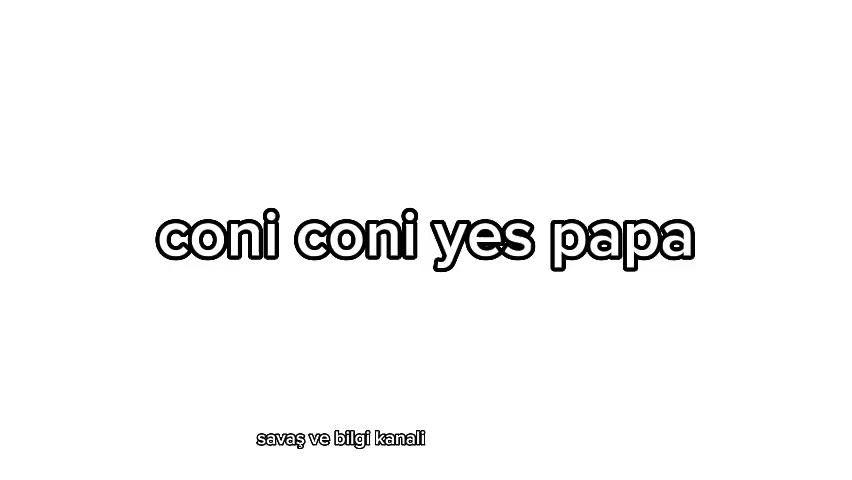 coni coni yes papa
savaş ve bilgi kanali